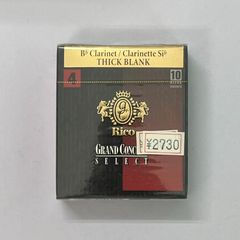 B♭ Clarinet / Clarinette Si♭
THICK BLANK
4
10
Rico
GRAND CONC
SELECT
¥2730